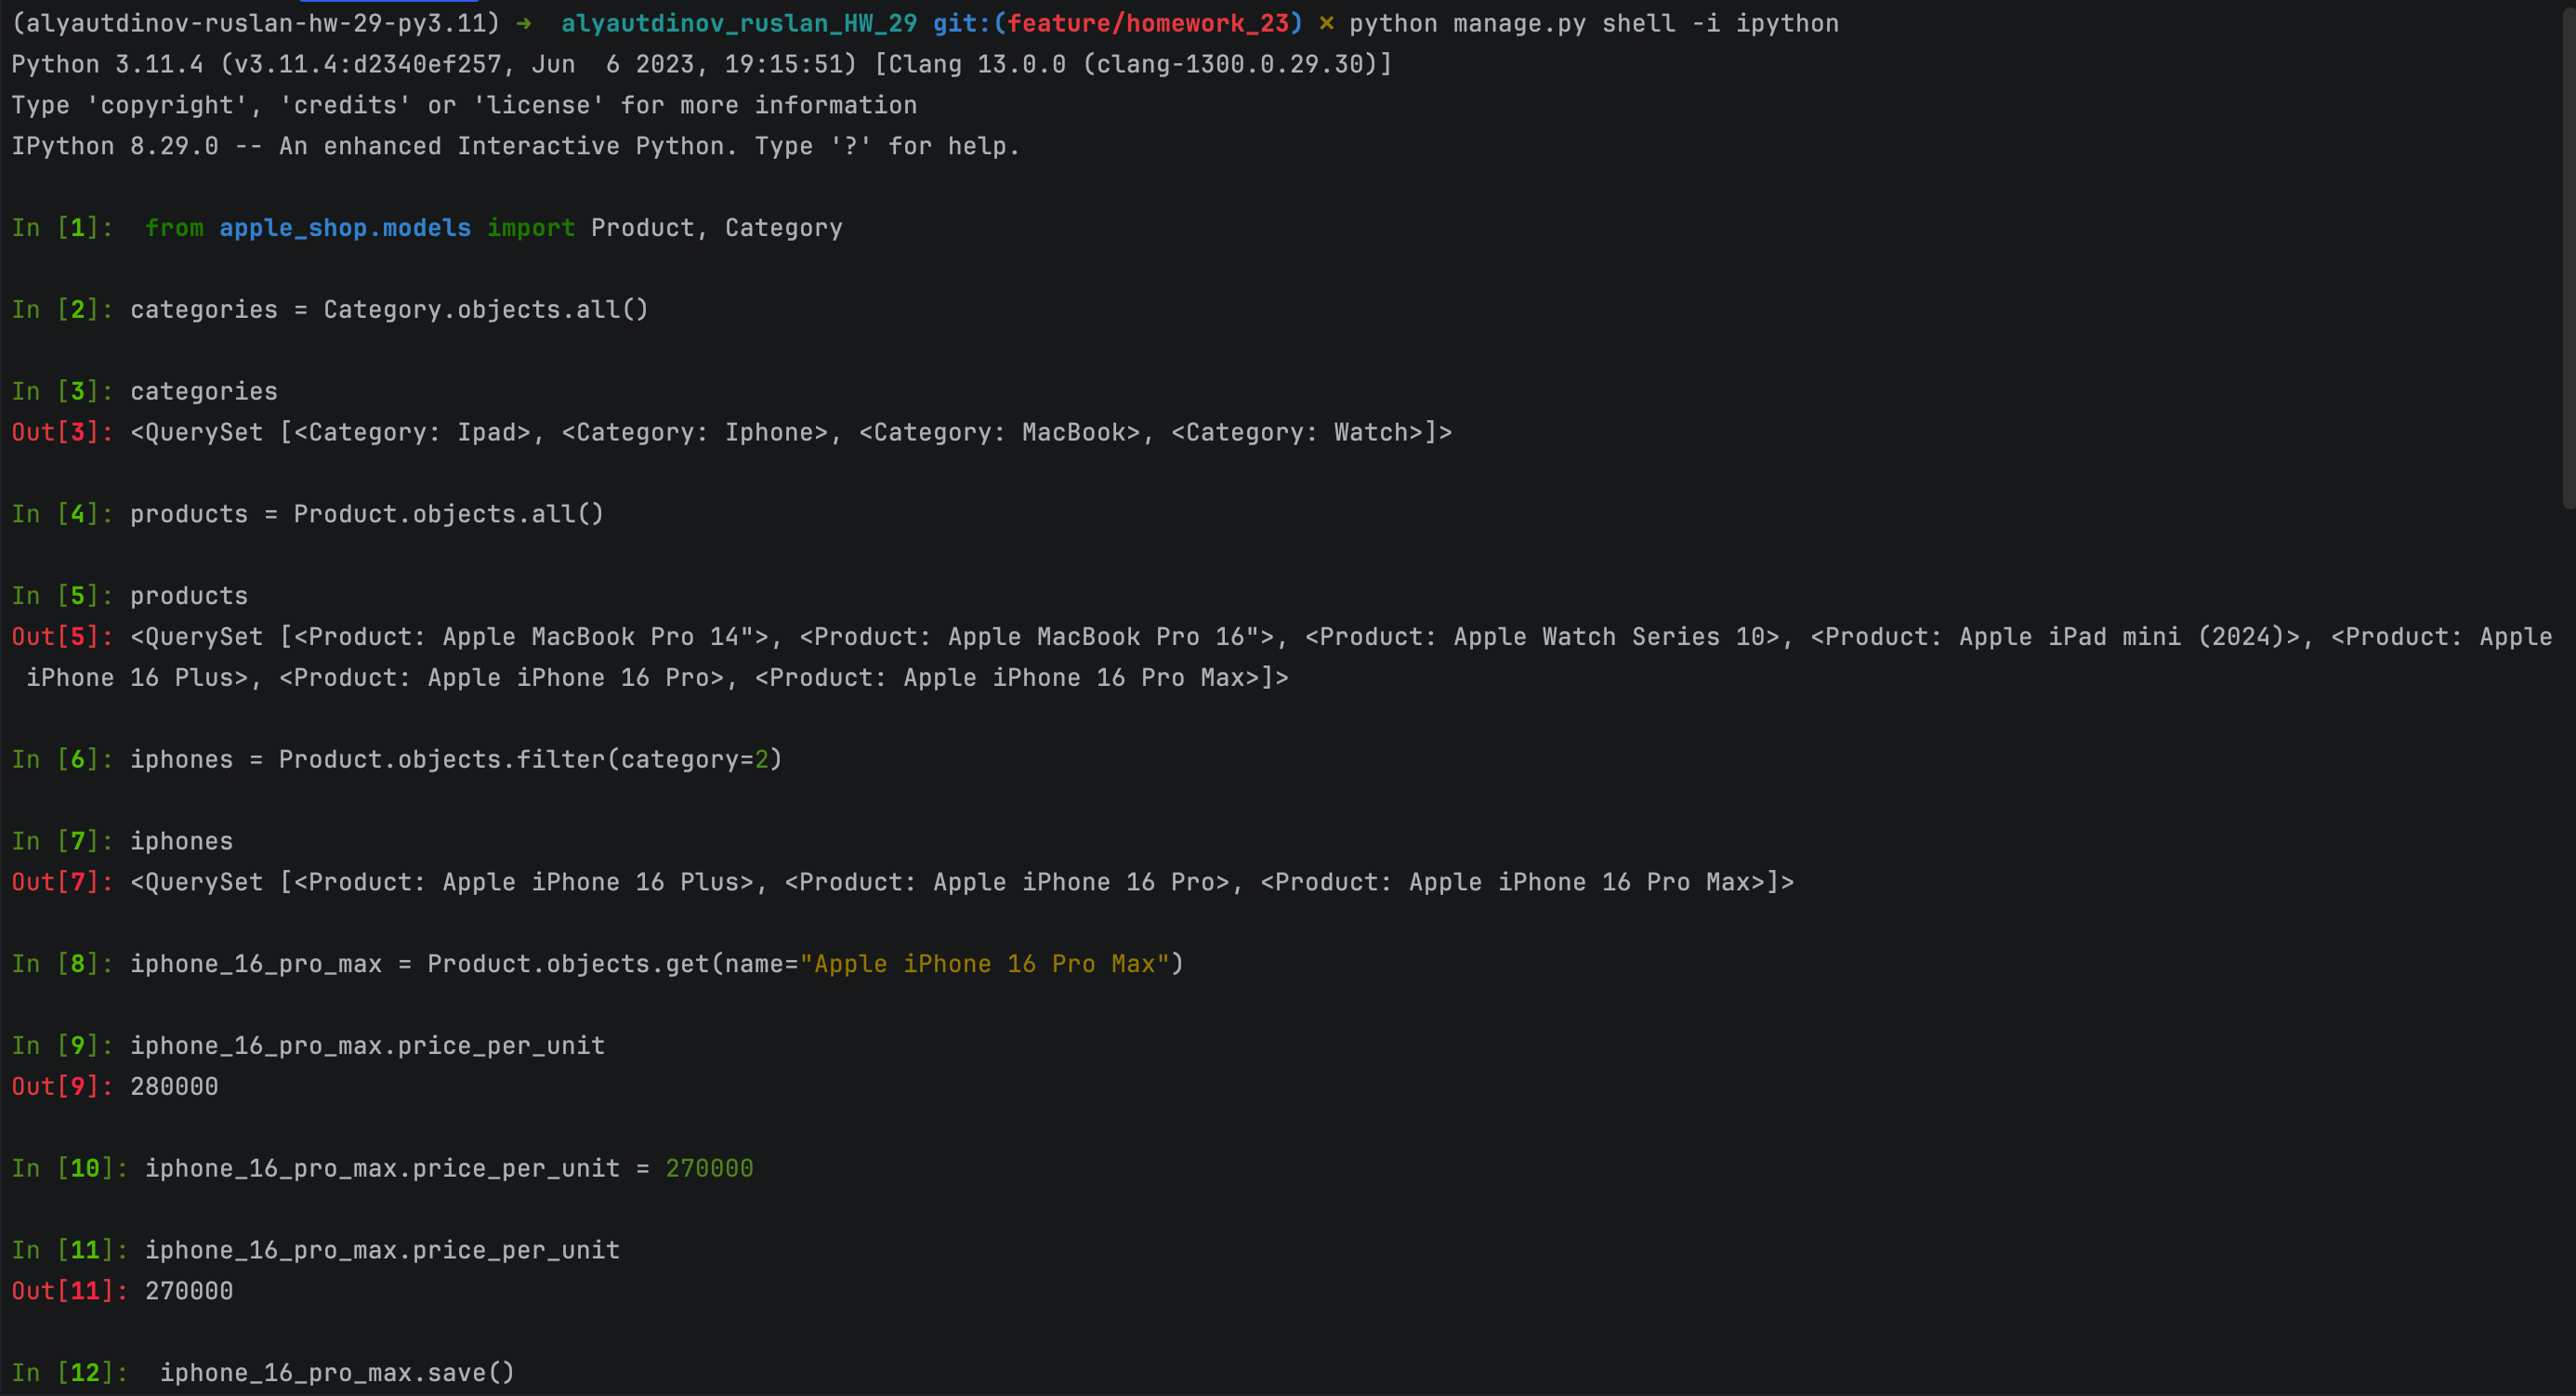 (alyautdinov-ruslan-hw-29-py3.11) → alyautdinov_ruslan_HW_29 git:(feature/homework_23) × python manage.py shell -i ipython
Python 3.11.4 (v3.11.4:d2340ef257, Jun  6 2023, 19:15:51) [Clang 13.0.0 (clang-1300.0.29.30)]
Type 'copyright', 'credits' or 'license' for more information
IPython 8.29.0 -- An enhanced Interactive Python. Type '?' for help.
In [1]:  from apple_shop.models import Product, Category
In [2]: categories = Category.objects.all()
In [3]: categories
Out[3]: <QuerySet [<Category: Ipad>, <Category: Iphone>, <Category: MacBook>, <Category: Watch>]>
In [4]: products = Product.objects.all()
In [5]: products
Out[5]: <QuerySet [<Product: Apple MacBook Pro 14">, <Product: Apple MacBook Pro 16">, <Product: Apple Watch Series 10>, <Product: Apple iPad mini (2024)>, <Product: Apple
iPhone 16 Plus>, <Product: Apple iPhone 16 Pro>, <Product: Apple iPhone 16 Pro Max>]>
In [6]: iphones = Product.objects.filter(category=2)
In [7]: iphones
Out[7]: <QuerySet [<Product: Apple iPhone 16 Plus>, <Product: Apple iPhone 16 Pro>, <Product: Apple iPhone 16 Pro Max>]>
In [8]: iphone_16_pro_max = Product.objects.get(name="Apple iPhone 16 Pro Max")
In [9]: iphone_16_pro_max.price_per_unit
Out[9]: 280000
In [10]: iphone_16_pro_max.price_per_unit = 270000
In [11]: iphone_16_pro_max.price_per_unit
Out[11]: 270000
In [12]:  iphone_16_pro_max.save()